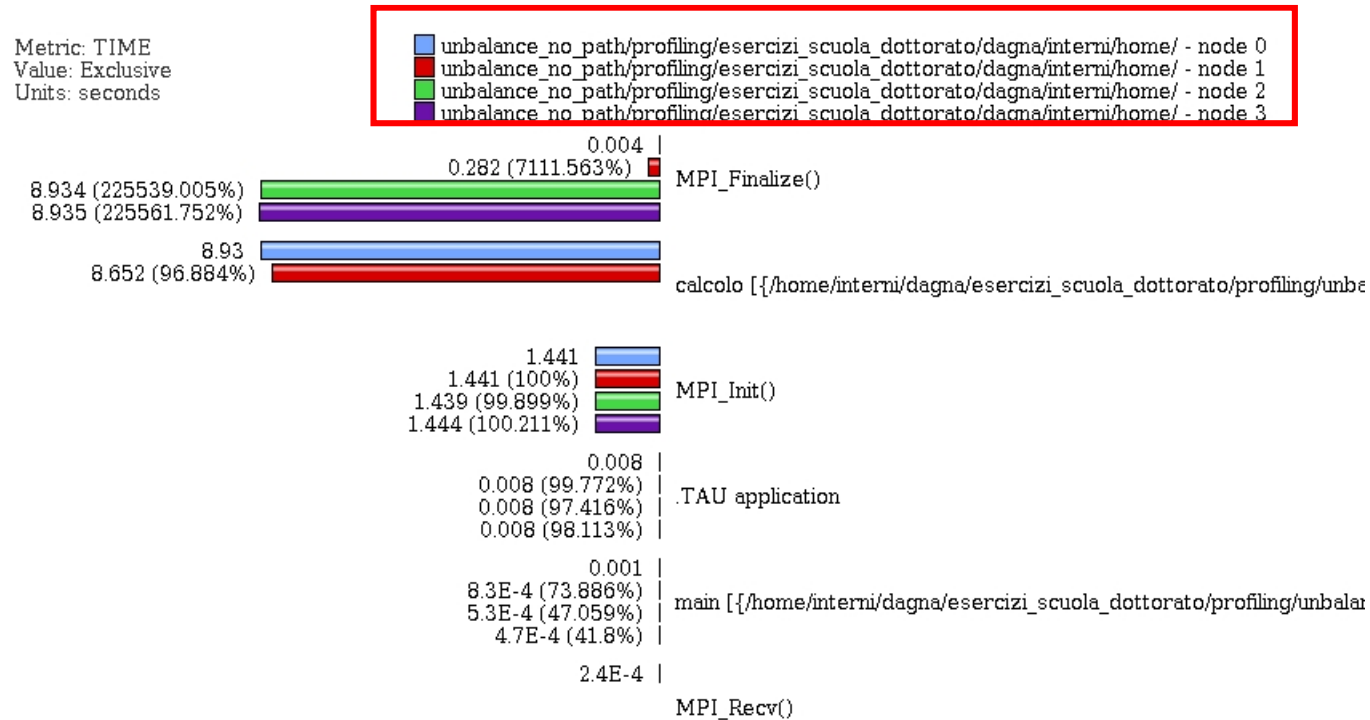 Metric: TIME
Value: Exclusive
Units: seconds
unbalance_no_path/profiling/esercizi_scuola_dottorato/dagna/interni/home/ - node 0
unbalance_no_path/profiling/esercizi_scuola_dottorato/dagna/interni/home/ - node 1
unbalance_no_path/profiling/esercizi_scuola_dottorato/dagna/interni/home/ - node 2
unbalance_no_path/profiling/esercizi_scuola_dottorato/dagna/interni/home/ - node 3
0.004
0.282 (7111.563%)
8.934 (225539.005%)
8.935 (225561.752%)
MPI_Finalize()
8.93
8.652 (96.884%)
calcolo [{/home/interni/dagna/esercizi_scuola_dottorato/profiling/unba
1.441
1.441 (100%)
1.439 (99.899%)
1.444 (100.211%)
MPI_Init()
0.008
0.008 (99.772%)
0.008 (97.416%)
0.008 (98.113%)
.TAU application
0.001
8.3E-4 (73.886%)
5.3E-4 (47.059%)
4.7E-4 (41.8%)
main [{/home/interni/dagna/esercizi_scuola_dottorato/profiling/unbalan
2.4E-4
MPI_Recv()